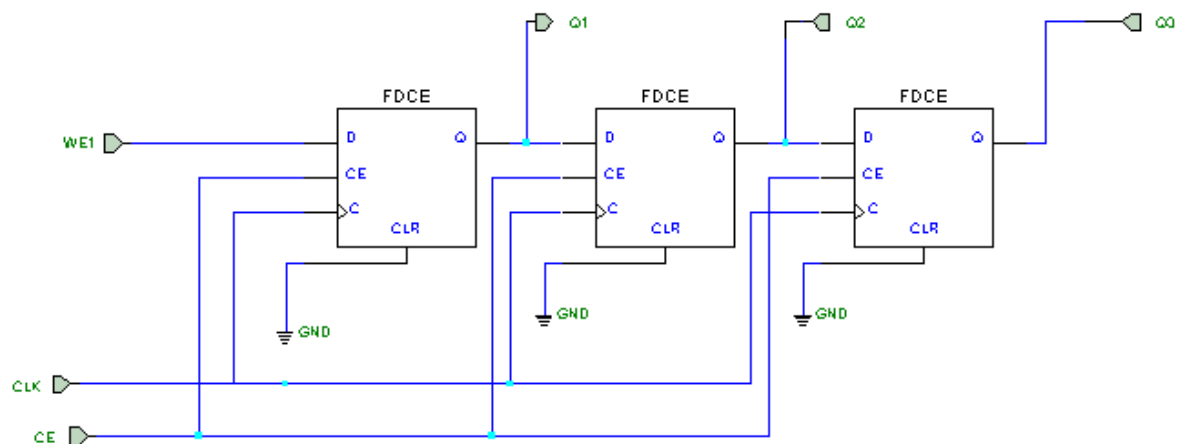 Q1 Q2 Q3
FDCE FDCE FDCE
WE1 D Q D Q D Q
CE CE CE
C C C
CLR CLR CLR
GND GND GND
CLK
CE